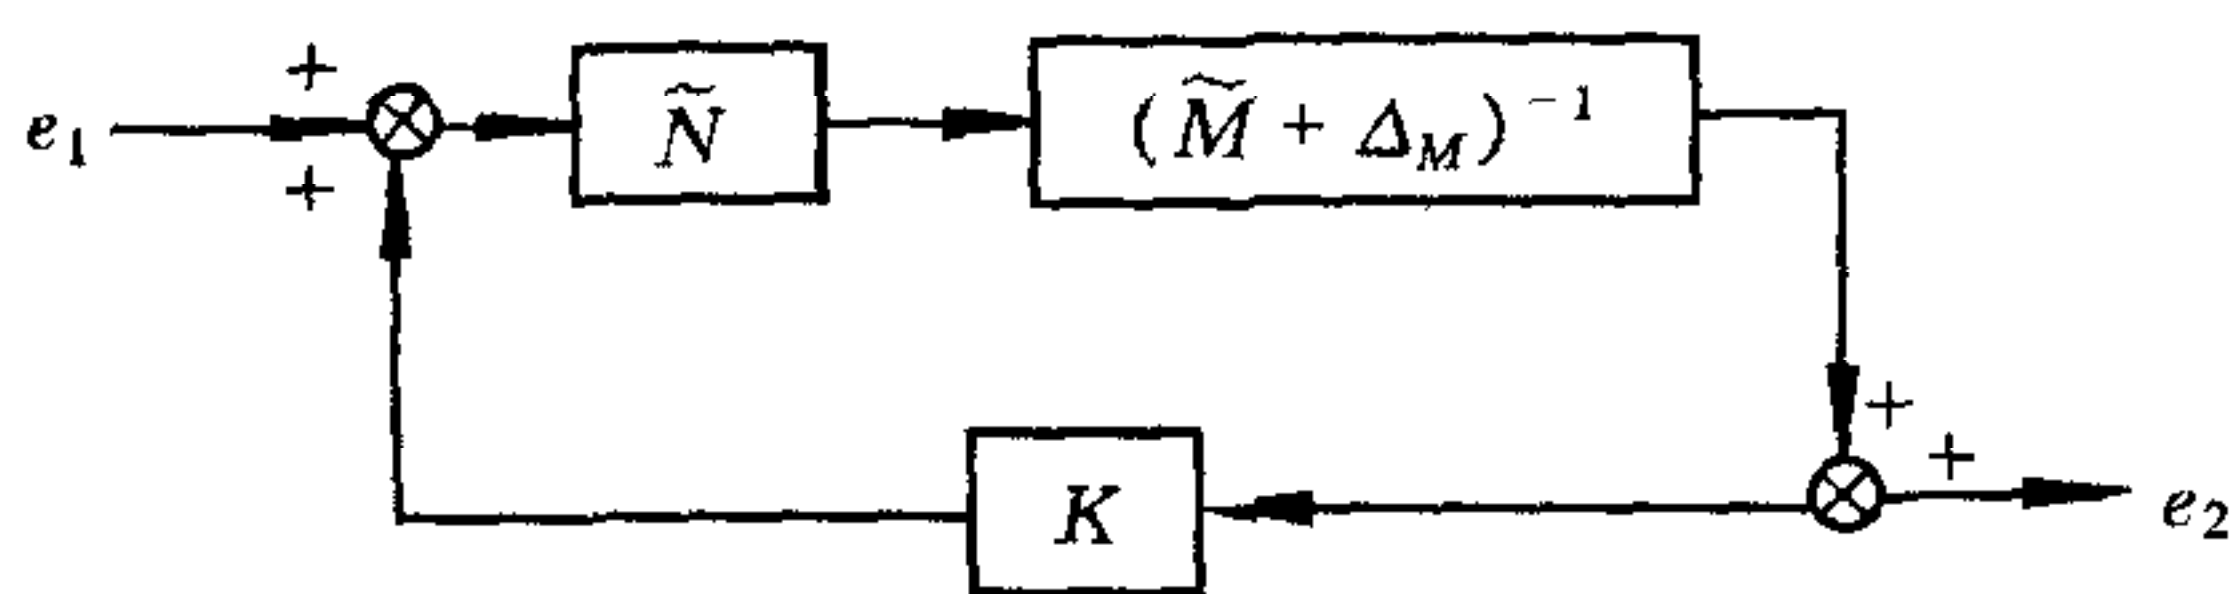 e₁
+
+
Ñ
(M̃ + Δ_M)⁻¹
+
+
e₂
K